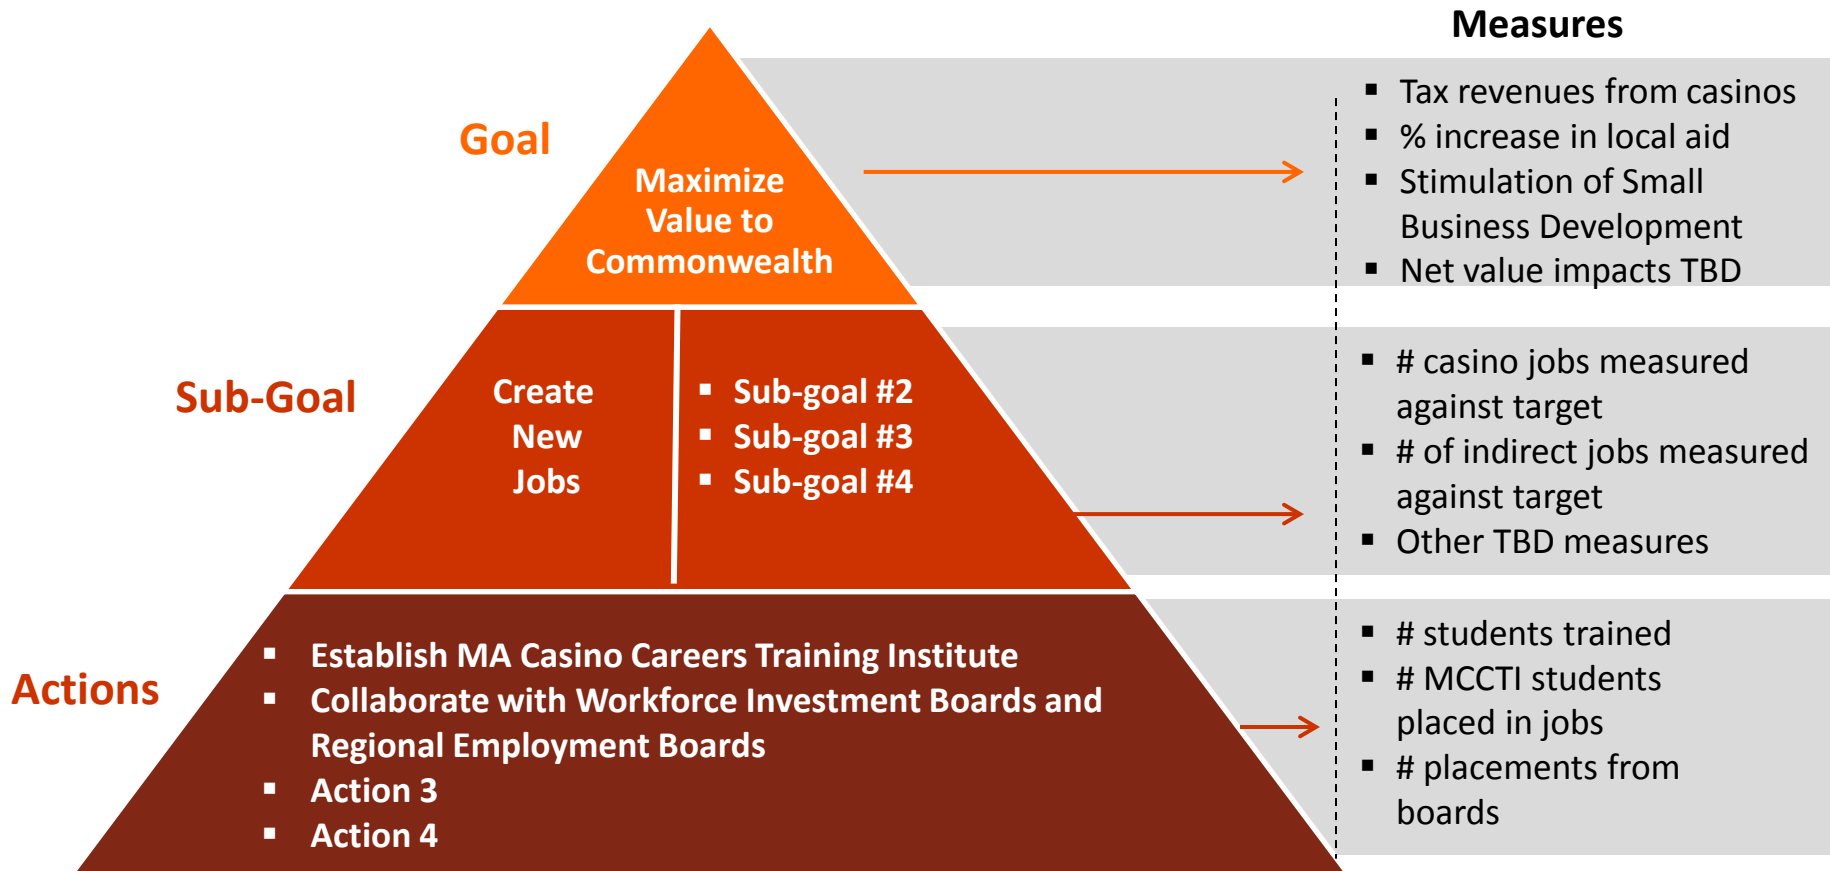 Measures
Goal
Maximize
Value to
Commonwealth
▪ Tax revenues from casinos
▪ % increase in local aid
▪ Stimulation of Small
Business Development
▪ Net value impacts TBD
Sub-Goal
Create
New
Jobs
▪ Sub-goal #2
▪ Sub-goal #3
▪ Sub-goal #4
▪ # casino jobs measured
against target
▪ # of indirect jobs measured
against target
▪ Other TBD measures
Actions
▪ Establish MA Casino Careers Training Institute
▪ Collaborate with Workforce Investment Boards and
Regional Employment Boards
▪ Action 3
▪ Action 4
▪ # students trained
▪ # MCCTI students
placed in jobs
▪ # placements from
boards